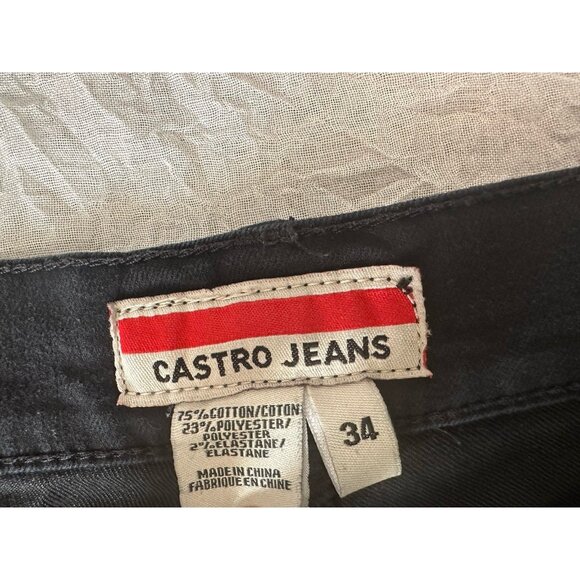 CASTRO JEANS
75% COTTON/COTON
23% POLYESTER/
POLYESTER
2% ELASTANE/
ELASTANE
MADE IN CHINA
FABRIQUE EN CHINE
34